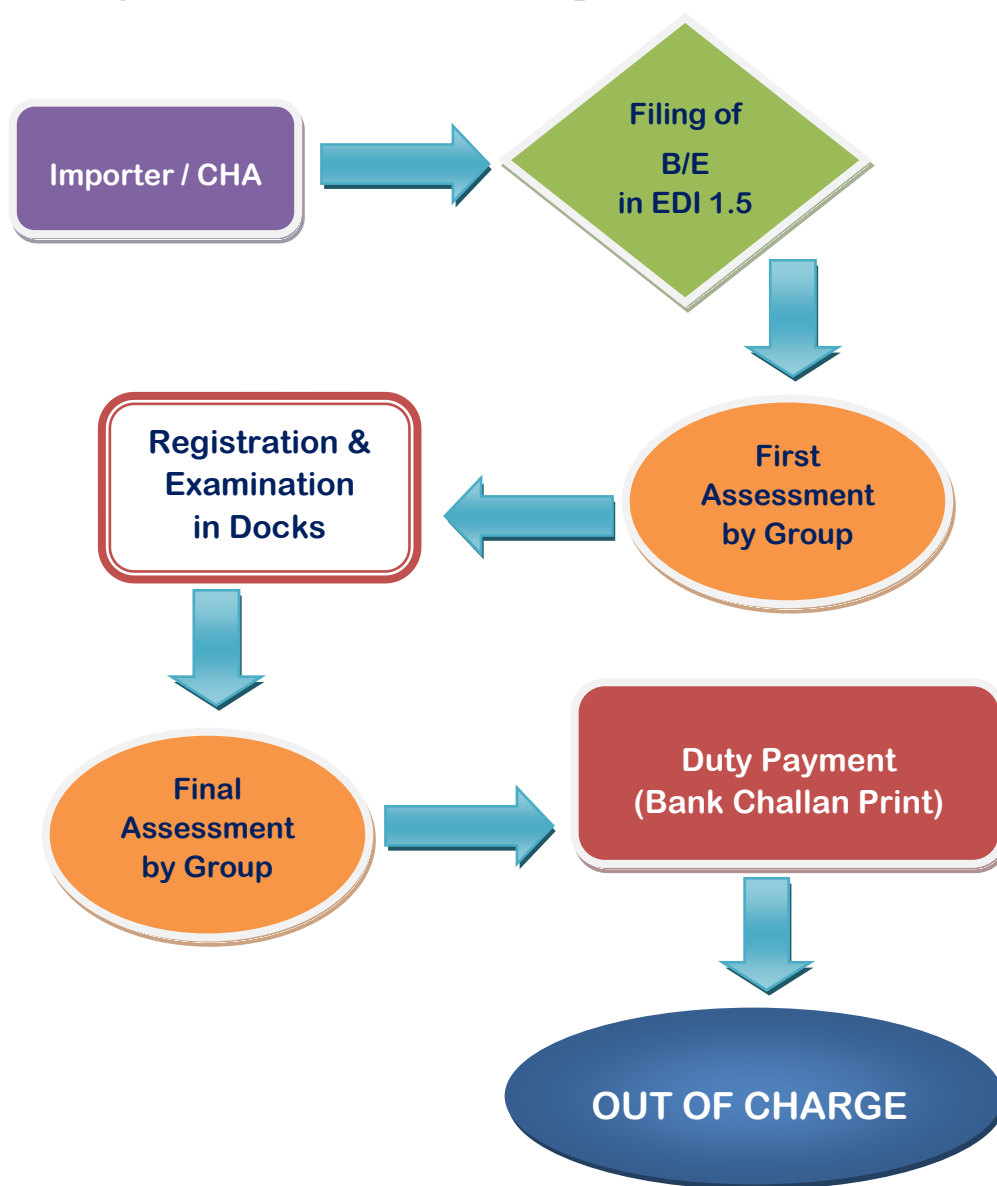 Importer / CHA
Filing of
B/E
in EDI 1.5
First
Assessment
by Group
Registration &
Examination
in Docks
Final
Assessment
by Group
Duty Payment
(Bank Challan Print)
OUT OF CHARGE